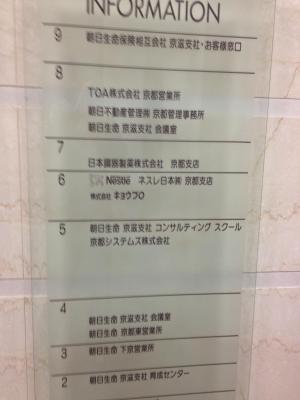 INFORMATION
9 朝日生命保険相互会社 京滋支社・お客様窓口
8
TOA株式会社 京都営業所
朝日不動産管理㈱ 京都管理事務所
朝日生命 京滋支社 会議室
7
日本臓器製薬株式会社 京都支店
6 Nestlé ネスレ日本㈱ 京都支店
株式会社 キョウプロ
5 朝日生命 京滋支社 コンサルティング スクール
京都システムズ株式会社
4
朝日生命 京滋支社 会議室
朝日生命 京都東営業所
3 朝日生命 下京営業所
2 朝日生命 京滋支社 育成センター